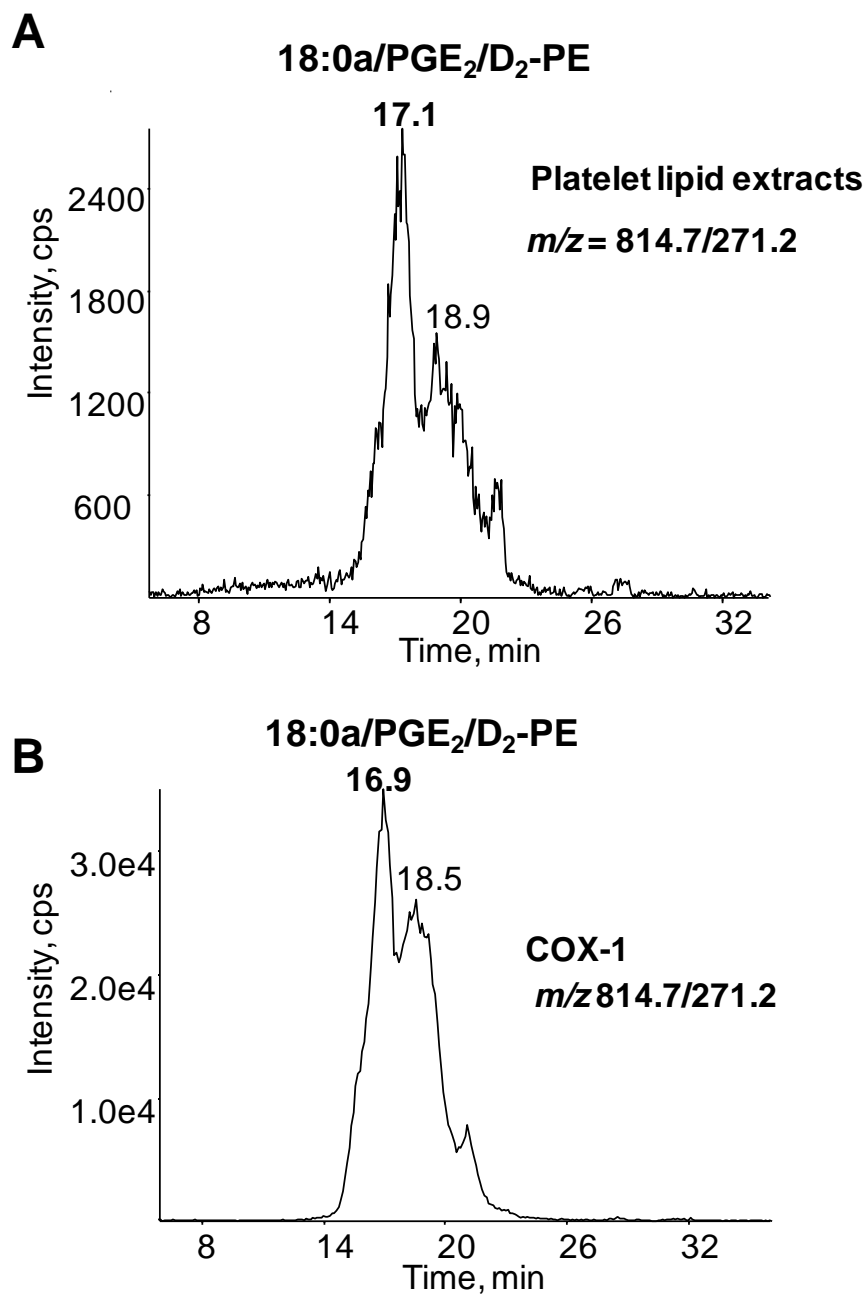 A
18:0a/PGE₂/D₂-PE
17.1
Platelet lipid extracts
m/z = 814.7/271.2
18.9
2400
1800
1200
600
Intensity, cps
8 14 20 26 32
Time, min
B
18:0a/PGE₂/D₂-PE
16.9
18.5
COX-1
m/z 814.7/271.2
3.0e4
2.0e4
1.0e4
Intensity, cps
8 14 20 26 32
Time, min